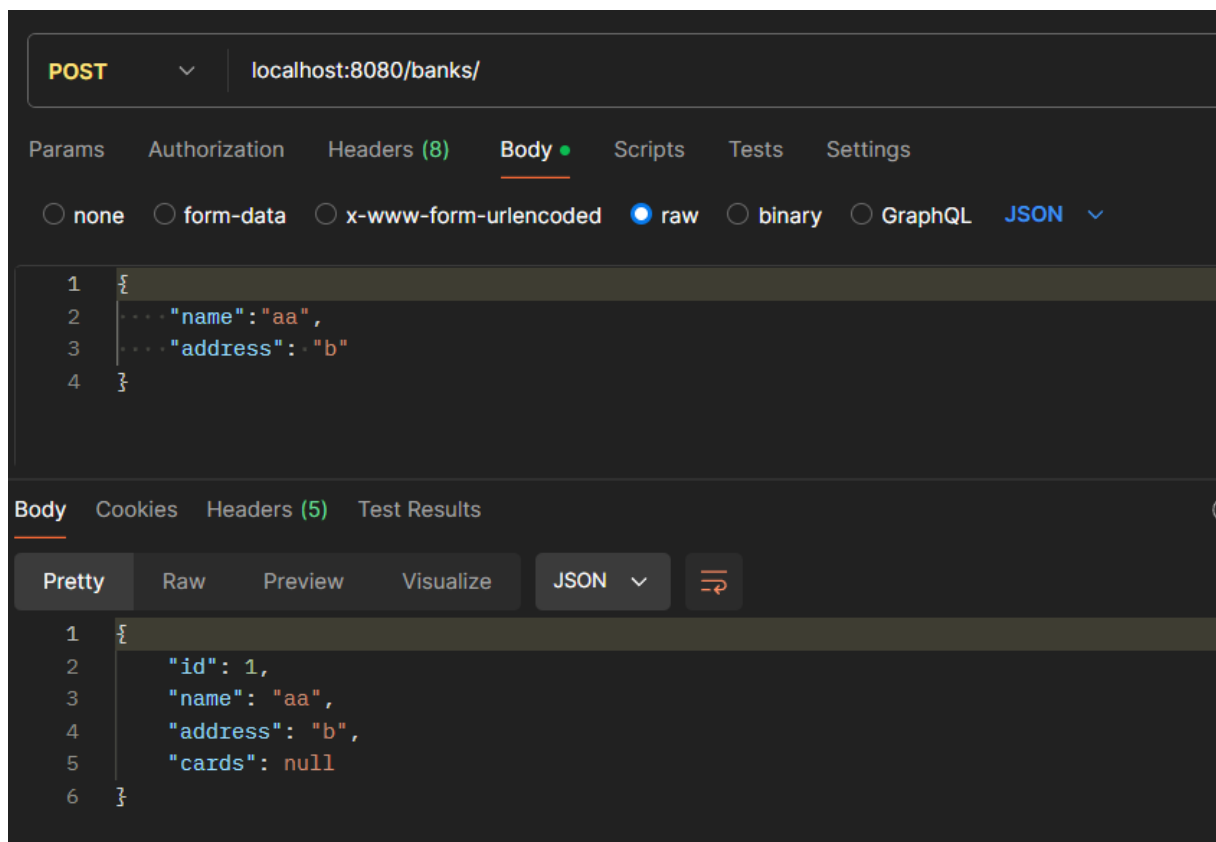 POST localhost:8080/banks/
Params Authorization Headers (8) Body Scripts Tests Settings
none form-data x-www-form-urlencoded raw binary GraphQL JSON
1 {
2 "name":"aa",
3 "address": "b"
4 }
Body Cookies Headers (5) Test Results
Pretty Raw Preview Visualize JSON
1 {
2 "id": 1,
3 "name": "aa",
4 "address": "b",
5 "cards": null
6 }